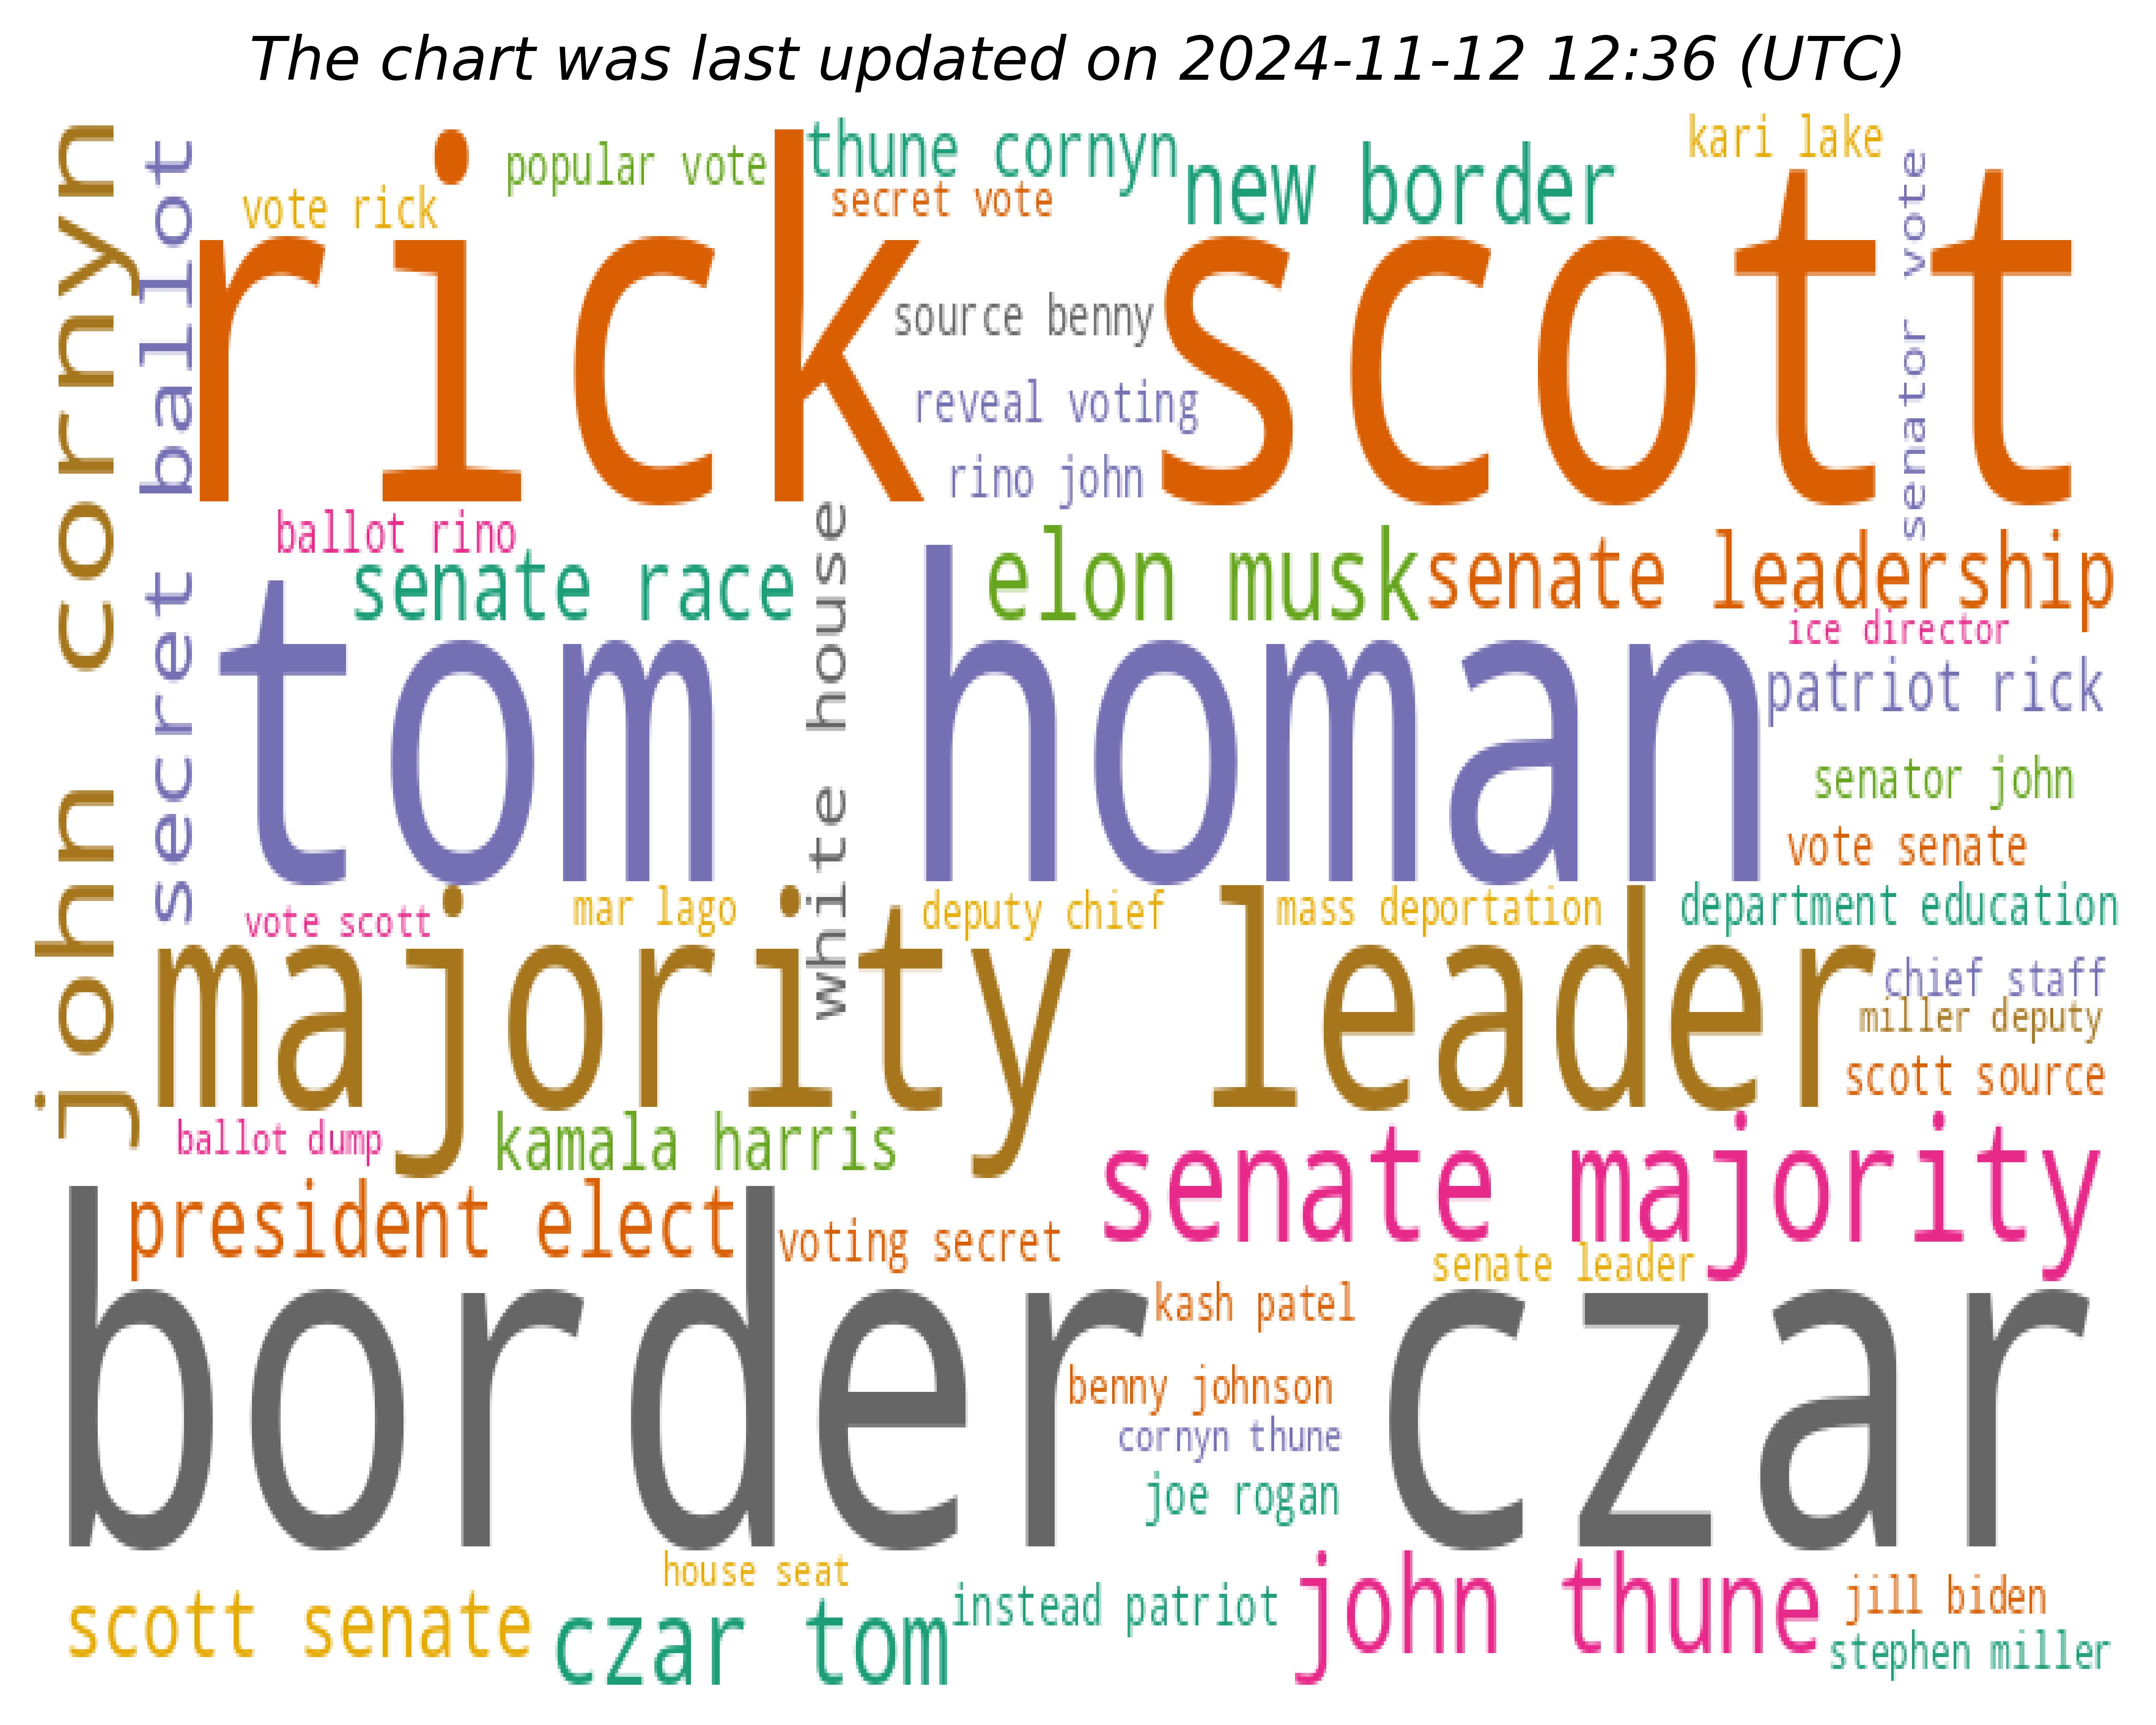 The chart was last updated on 2024-11-12 12:36 (UTC)
john cornyn
secret ballot
vote rick
popular vote
thune cornyn
secret vote
new border
kari lake
senator vote
rick scott
source benny
reveal voting
rino john
ballot rino
senate race
white house
elon musk
senate leadership
ice director
tom homan
patriot rick
senator john
vote senate
vote scott
mar lago
deputy chief
mass deportation
department education
majority leader
chief staff
miller deputy
scott source
ballot dump
kamala harris
senate majority
president elect
voting secret
senate leader
border czar
kash patel
benny johnson
cornyn thune
joe rogan
house seat
scott senate
czar tom
instead patriot
john thune
jill biden
stephen miller